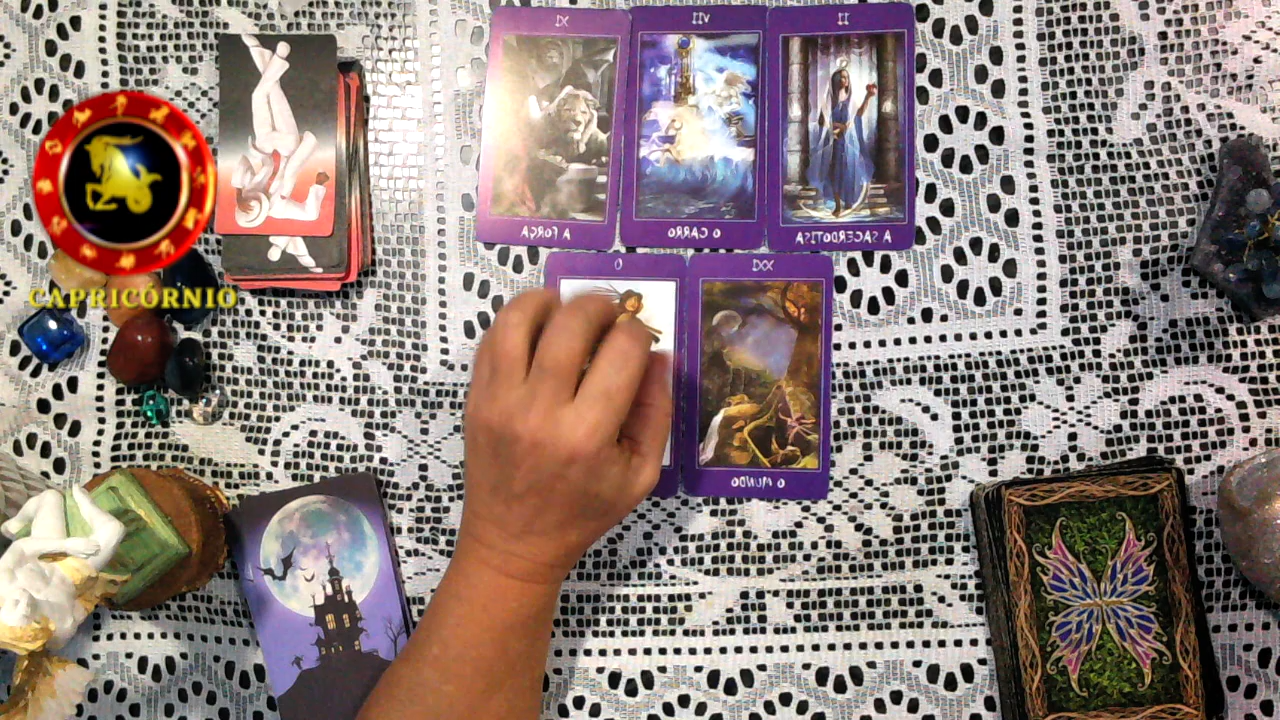 XI
VII
II
A FORÇA
O CARRO
A SACERDOTISA
CAPRICÓRNIO
0
XXI
O MUNDO